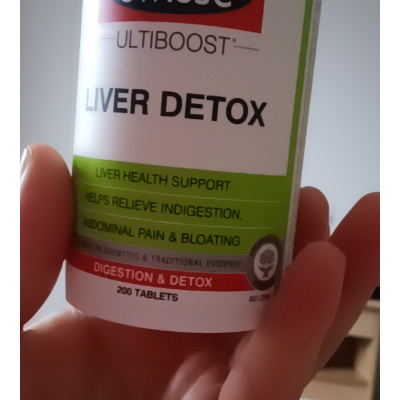 ULTIBOOST
LIVER DETOX
LIVER HEALTH SUPPORT
HELPS RELIEVE INDIGESTION,
ABDOMINAL PAIN & BLOATING
SCIENTIFIC & TRADITIONAL EVIDENCE
DIGESTION & DETOX
200 TABLETS